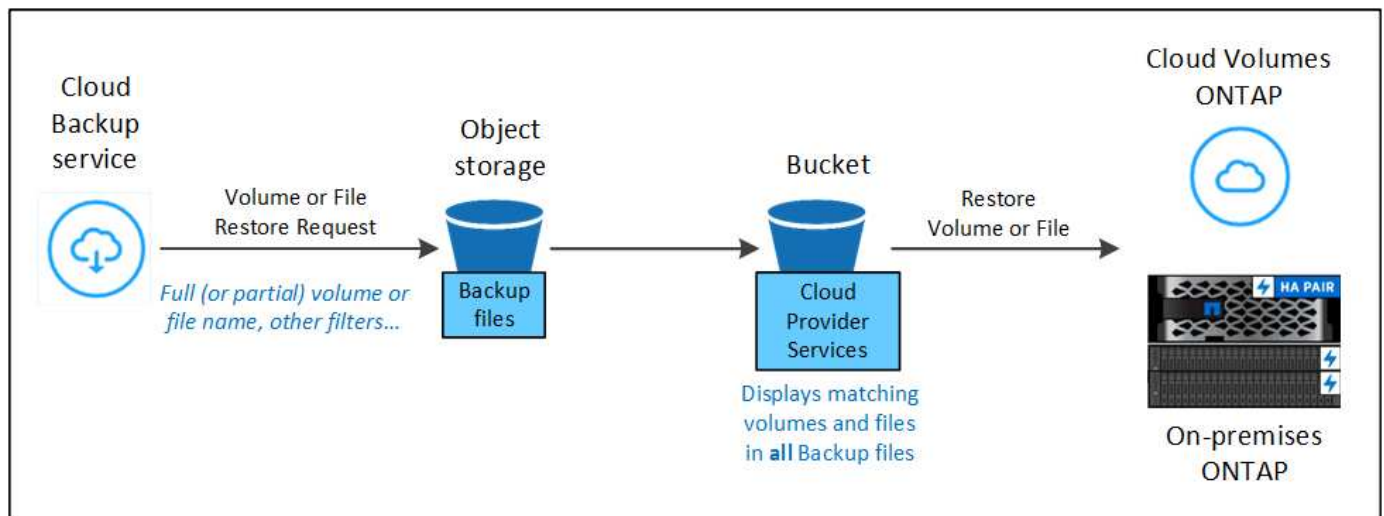 Cloud
Backup
service
Volume or File
Restore Request
Full (or partial) volume or
file name, other filters...
Object
storage
Backup
files
Bucket
Cloud
Provider
Services
Displays matching
volumes and files
in all Backup files
Restore
Volume or File
Cloud Volumes
ONTAP
HA PAIR
On-premises
ONTAP